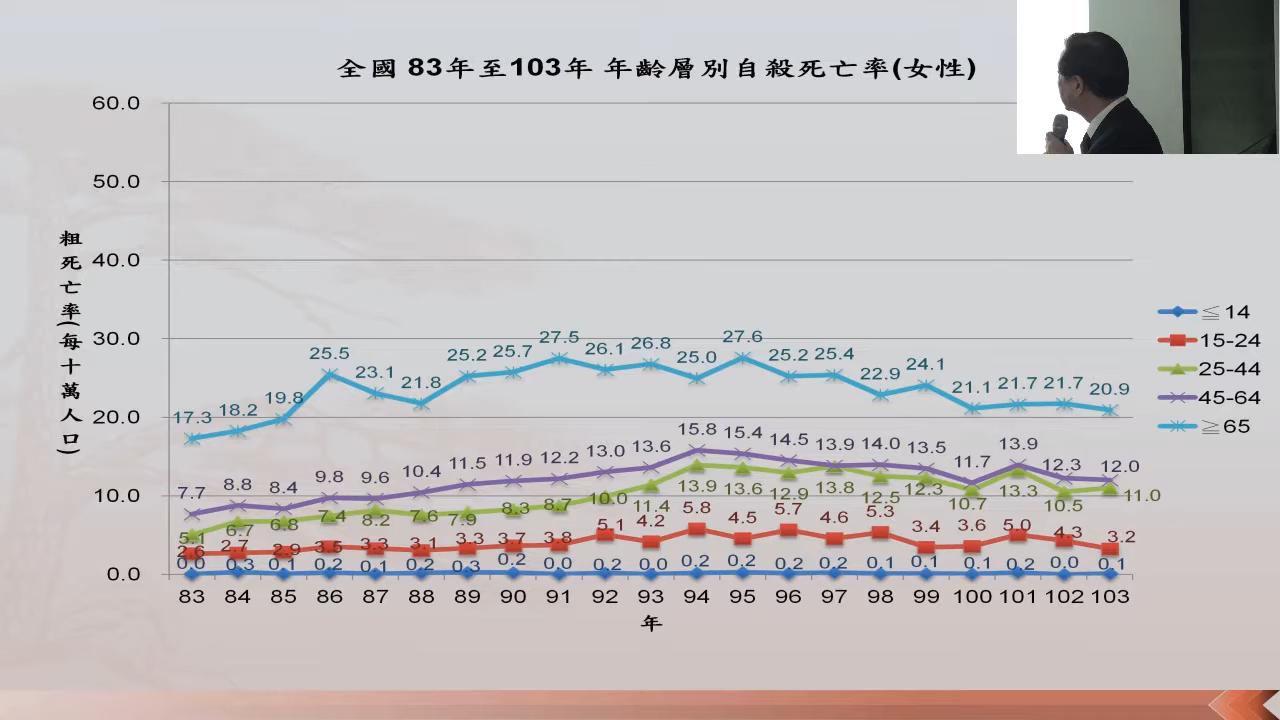 全國 83年至103年 年齡層別自殺死亡率(女性)
粗死亡率(每十萬人口)
60.0
50.0
40.0
30.0
20.0
10.0
0.0
17.3 18.2 19.8 25.5 23.1 21.8 25.2 25.7 27.5 26.1 26.8 25.0 27.6 25.2 25.4 22.9 24.1 21.1 21.7 21.7 20.9
7.7 8.8 8.4 9.8 9.6 10.4 11.5 11.9 12.2 13.0 13.6 15.8 15.4 14.5 13.9 14.0 13.5 11.7 13.9 12.3 12.0
5.1 6.7 6.8 7.4 8.2 7.6 7.9 8.3 8.7 10.0 11.4 13.9 13.6 12.9 13.8 12.5 12.3 10.7 13.3 10.5 11.0
2.6 2.7 2.9 3.5 3.3 3.1 3.3 3.7 3.8 5.1 4.2 5.8 4.5 5.7 4.6 5.3 3.4 3.6 5.0 4.3 3.2
0.0 0.3 0.1 0.2 0.1 0.2 0.3 0.2 0.0 0.2 0.0 0.2 0.2 0.2 0.2 0.1 0.1 0.1 0.2 0.0 0.1
83 84 85 86 87 88 89 90 91 92 93 94 95 96 97 98 99 100 101 102 103
年
≦14
15-24
25-44
45-64
≧65